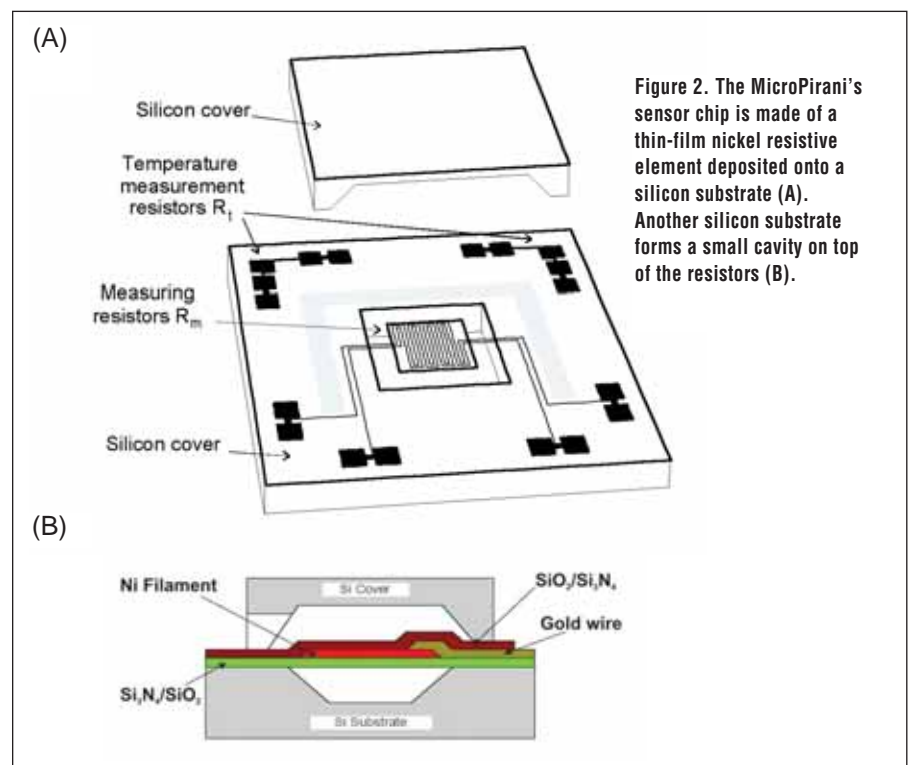 (A)
Figure 2. The MicroPirani's
sensor chip is made of a
thin-film nickel resistive
element deposited onto a
silicon substrate (A).
Another silicon substrate
forms a small cavity on top
of the resistors (B).
Silicon cover
Temperature
measurement
resistors Rₜ
Measuring
resistors Rₘ
Silicon cover
(B)
Ni Filament
Si Cover
SiO₂/Si₃N₄
Gold wire
Si₃N₄/SiO₂
Si Substrate